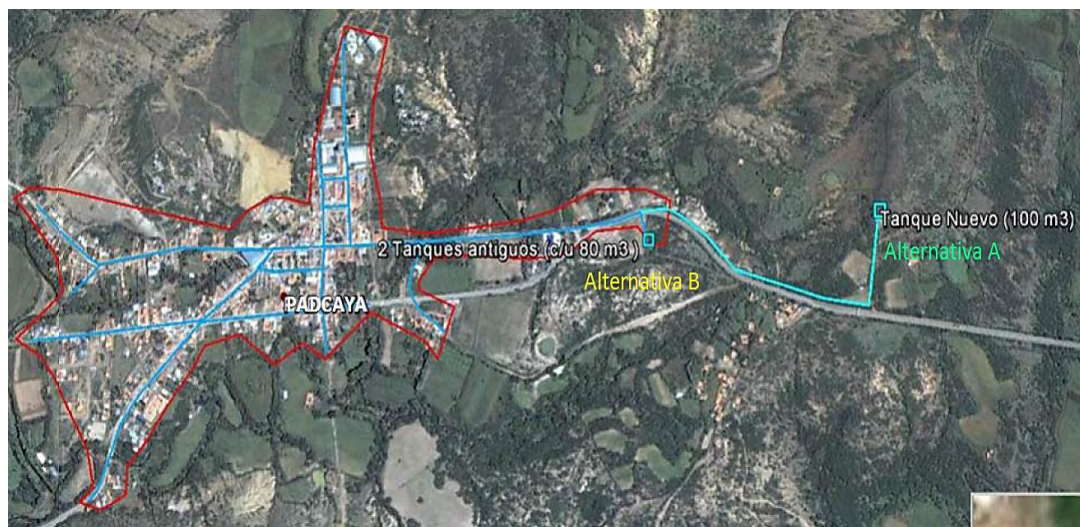 Tanque Nuevo (100 m3)
2 Tanques antiguos (c/u 80 m3 )
Alternativa A
Alternativa B
PADCAYA